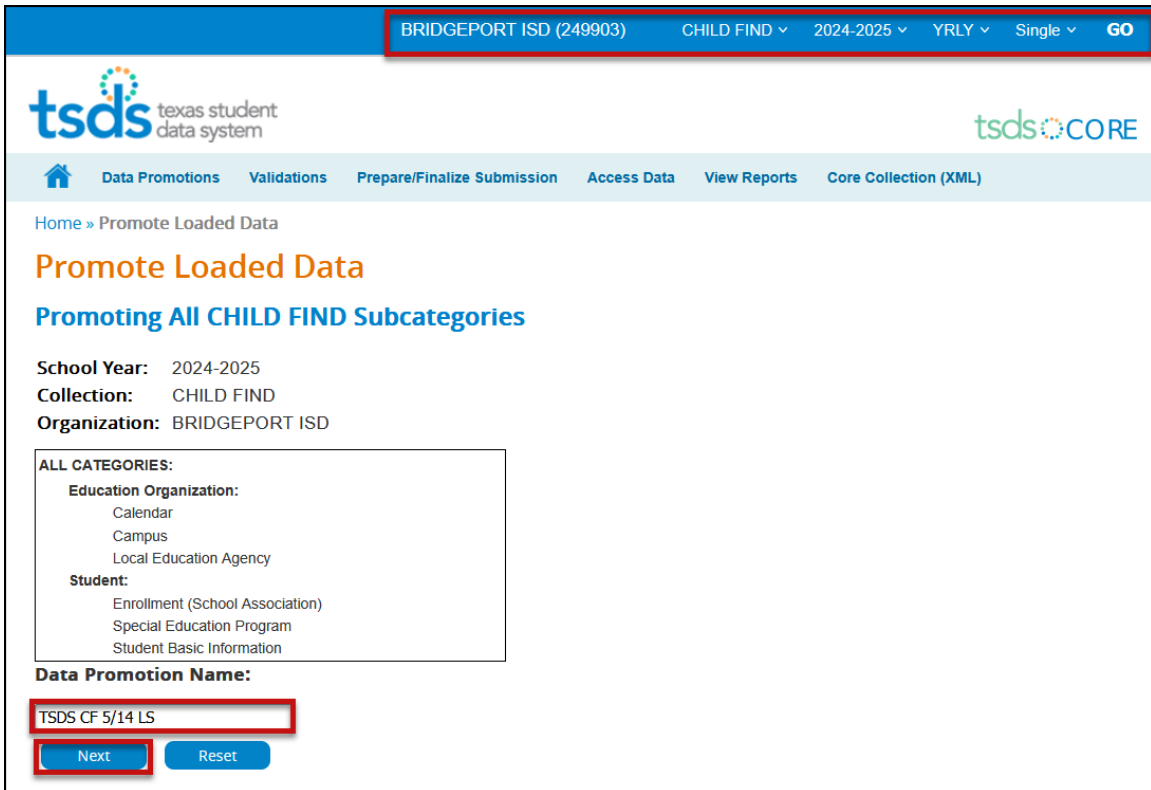 BRIDGEPORT ISD (249903) CHILD FIND 2024-2025 YRLY Single GO
tsds texas student data system
tsds CORE
Data Promotions Validations Prepare/Finalize Submission Access Data View Reports Core Collection (XML)
Home » Promote Loaded Data
Promote Loaded Data
Promoting All CHILD FIND Subcategories
School Year: 2024-2025
Collection: CHILD FIND
Organization: BRIDGEPORT ISD
ALL CATEGORIES:
Education Organization:
Calendar
Campus
Local Education Agency
Student:
Enrollment (School Association)
Special Education Program
Student Basic Information
Data Promotion Name:
TSDS CF 5/14 LS
Next Reset